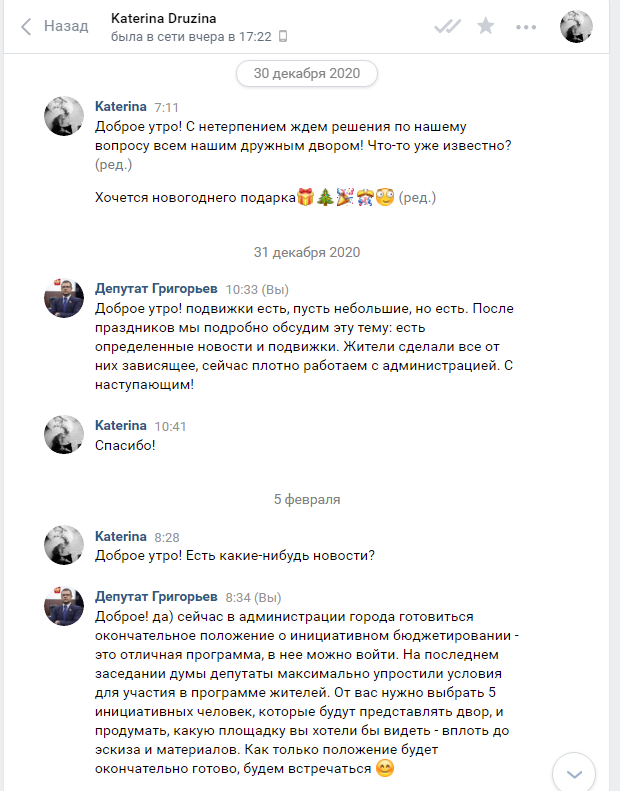 Назад
Katerina Druzina
была в сети вчера в 17:22
30 декабря 2020
Katerina 7:11
Доброе утро! С нетерпением ждем решения по нашему
вопросу всем нашим дружным двором! Что-то уже известно?
(ред.)
Хочется новогоднего подарка🎁🎄🎉🎊😳 (ред.)
31 декабря 2020
Депутат Григорьев 10:33 (Вы)
Доброе утро! подвижки есть, пусть небольшие, но есть. После
праздников мы подробно обсудим эту тему: есть
определенные новости и подвижки. Жители сделали все от
них зависящее, сейчас плотно работаем с администрацией. С
наступающим!
Katerina 10:41
Спасибо!
5 февраля
Katerina 8:28
Доброе утро! Есть какие-нибудь новости?
Депутат Григорьев 8:34 (Вы)
Доброе! да) сейчас в администрации города готовиться
окончательное положение о инициативном бюджетировании -
это отличная программа, в нее можно войти. На последнем
заседании думы депутаты максимально упростили условия
для участия в программе жителей. От вас нужно выбрать 5
инициативных человек, которые будут представлять двор, и
продумать, какую площадку вы хотели бы видеть - вплоть до
эскиза и материалов. Как только положение будет
окончательно готово, будем встречаться 😊